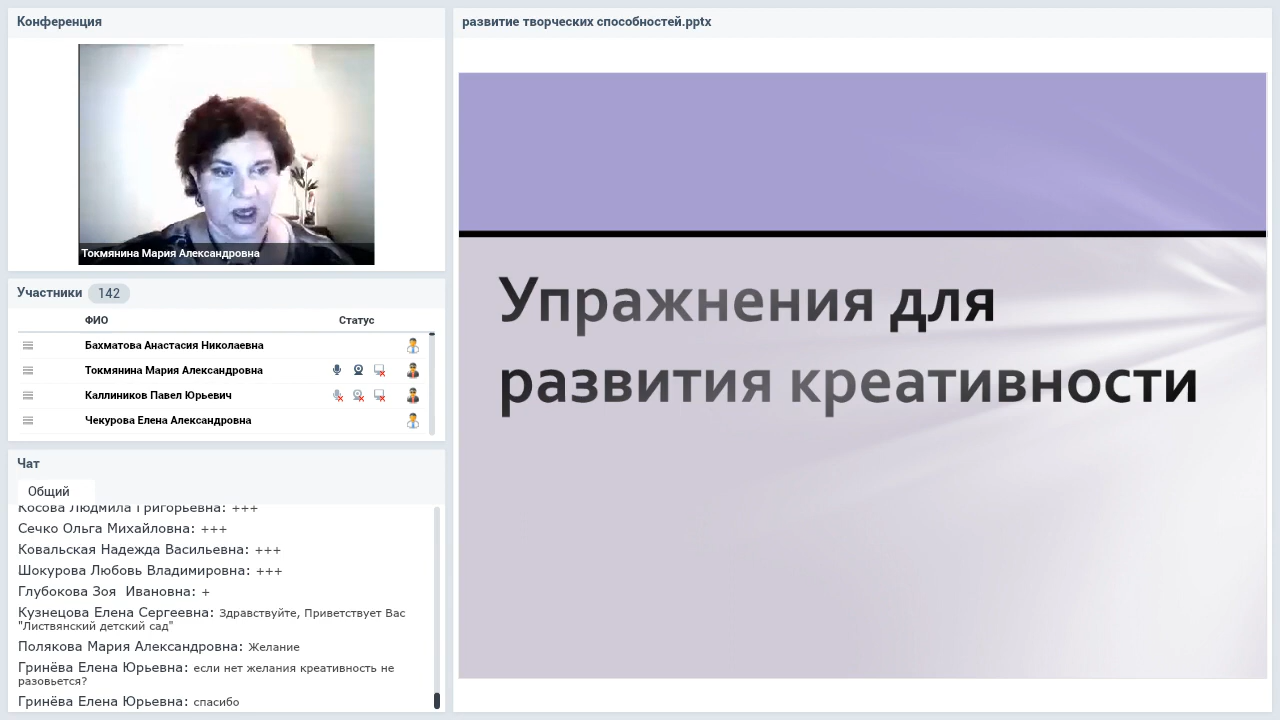 Конференция
Токмянина Мария Александровна
Участники 142
ФИО Статус
Бахматова Анастасия Николаевна
Токмянина Мария Александровна
Каллиников Павел Юрьевич
Чекурова Елена Александровна
Чат
Общий
Косова Людмила Григорьевна: +++
Сечко Ольга Михайловна: +++
Ковальская Надежда Васильевна: +++
Шокурова Любовь Владимировна: +++
Глубокова Зоя  Ивановна: +
Кузнецова Елена Сергеевна: Здравствуйте, Приветствует Вас
"Листвянский детский сад"
Полякова Мария Александровна: Желание
Гринёва Елена Юрьевна: если нет желания креативность не
разовьется?
Гринёва Елена Юрьевна: спасибо
развитие творческих способностей.pptx
Упражнения для
развития креативности